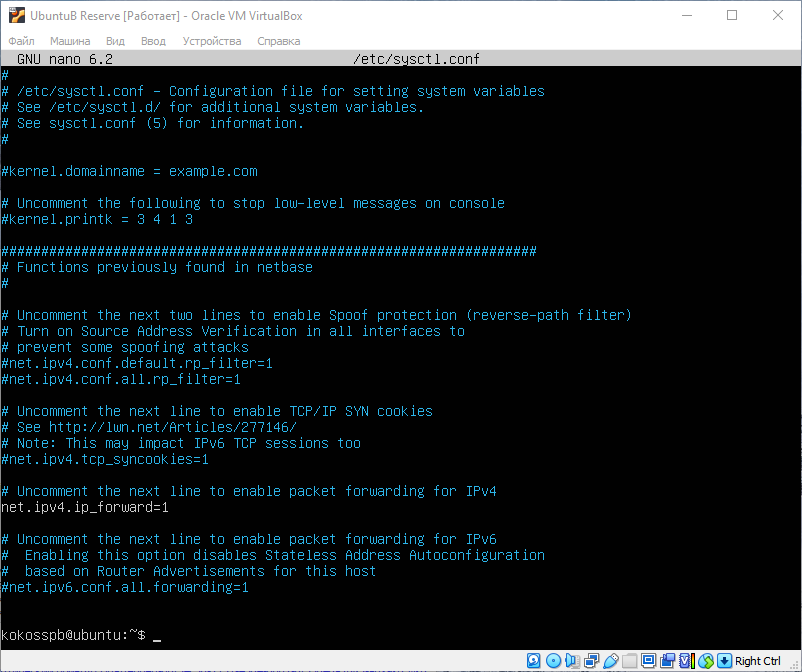 UbuntuB Reserve [Работает] - Oracle VM VirtualBox
Файл Машина Вид Ввод Устройства Справка
GNU nano 6.2 /etc/sysctl.conf
#
# /etc/sysctl.conf - Configuration file for setting system variables
# See /etc/sysctl.d/ for additional system variables.
# See sysctl.conf (5) for information.
#
#kernel.domainname = example.com
# Uncomment the following to stop low-level messages on console
#kernel.printk = 3 4 1 3
###################################################################
# Functions previously found in netbase
#
# Uncomment the next two lines to enable Spoof protection (reverse-path filter)
# Turn on Source Address Verification in all interfaces to
# prevent some spoofing attacks
#net.ipv4.conf.default.rp_filter=1
#net.ipv4.conf.all.rp_filter=1
# Uncomment the next line to enable TCP/IP SYN cookies
# See http://lwn.net/Articles/277146/
# Note: This may impact IPv6 TCP sessions too
#net.ipv4.tcp_syncookies=1
# Uncomment the next line to enable packet forwarding for IPv4
net.ipv4.ip_forward=1
# Uncomment the next line to enable packet forwarding for IPv6
#  Enabling this option disables Stateless Address Autoconfiguration
#  based on Router Advertisements for this host
#net.ipv6.conf.all.forwarding=1
kokosspb@ubuntu:~$ _
Right Ctrl